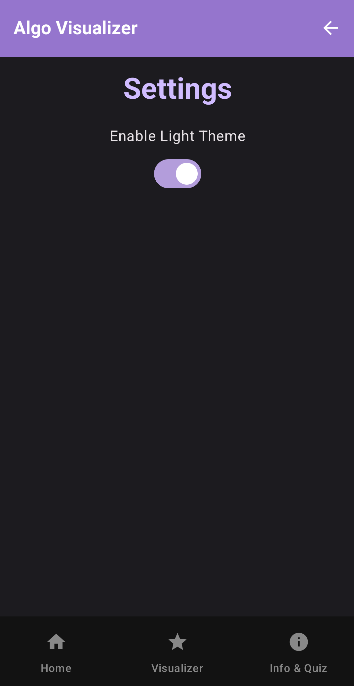 Algo Visualizer
Settings
Enable Light Theme
Home
Visualizer
Info & Quiz